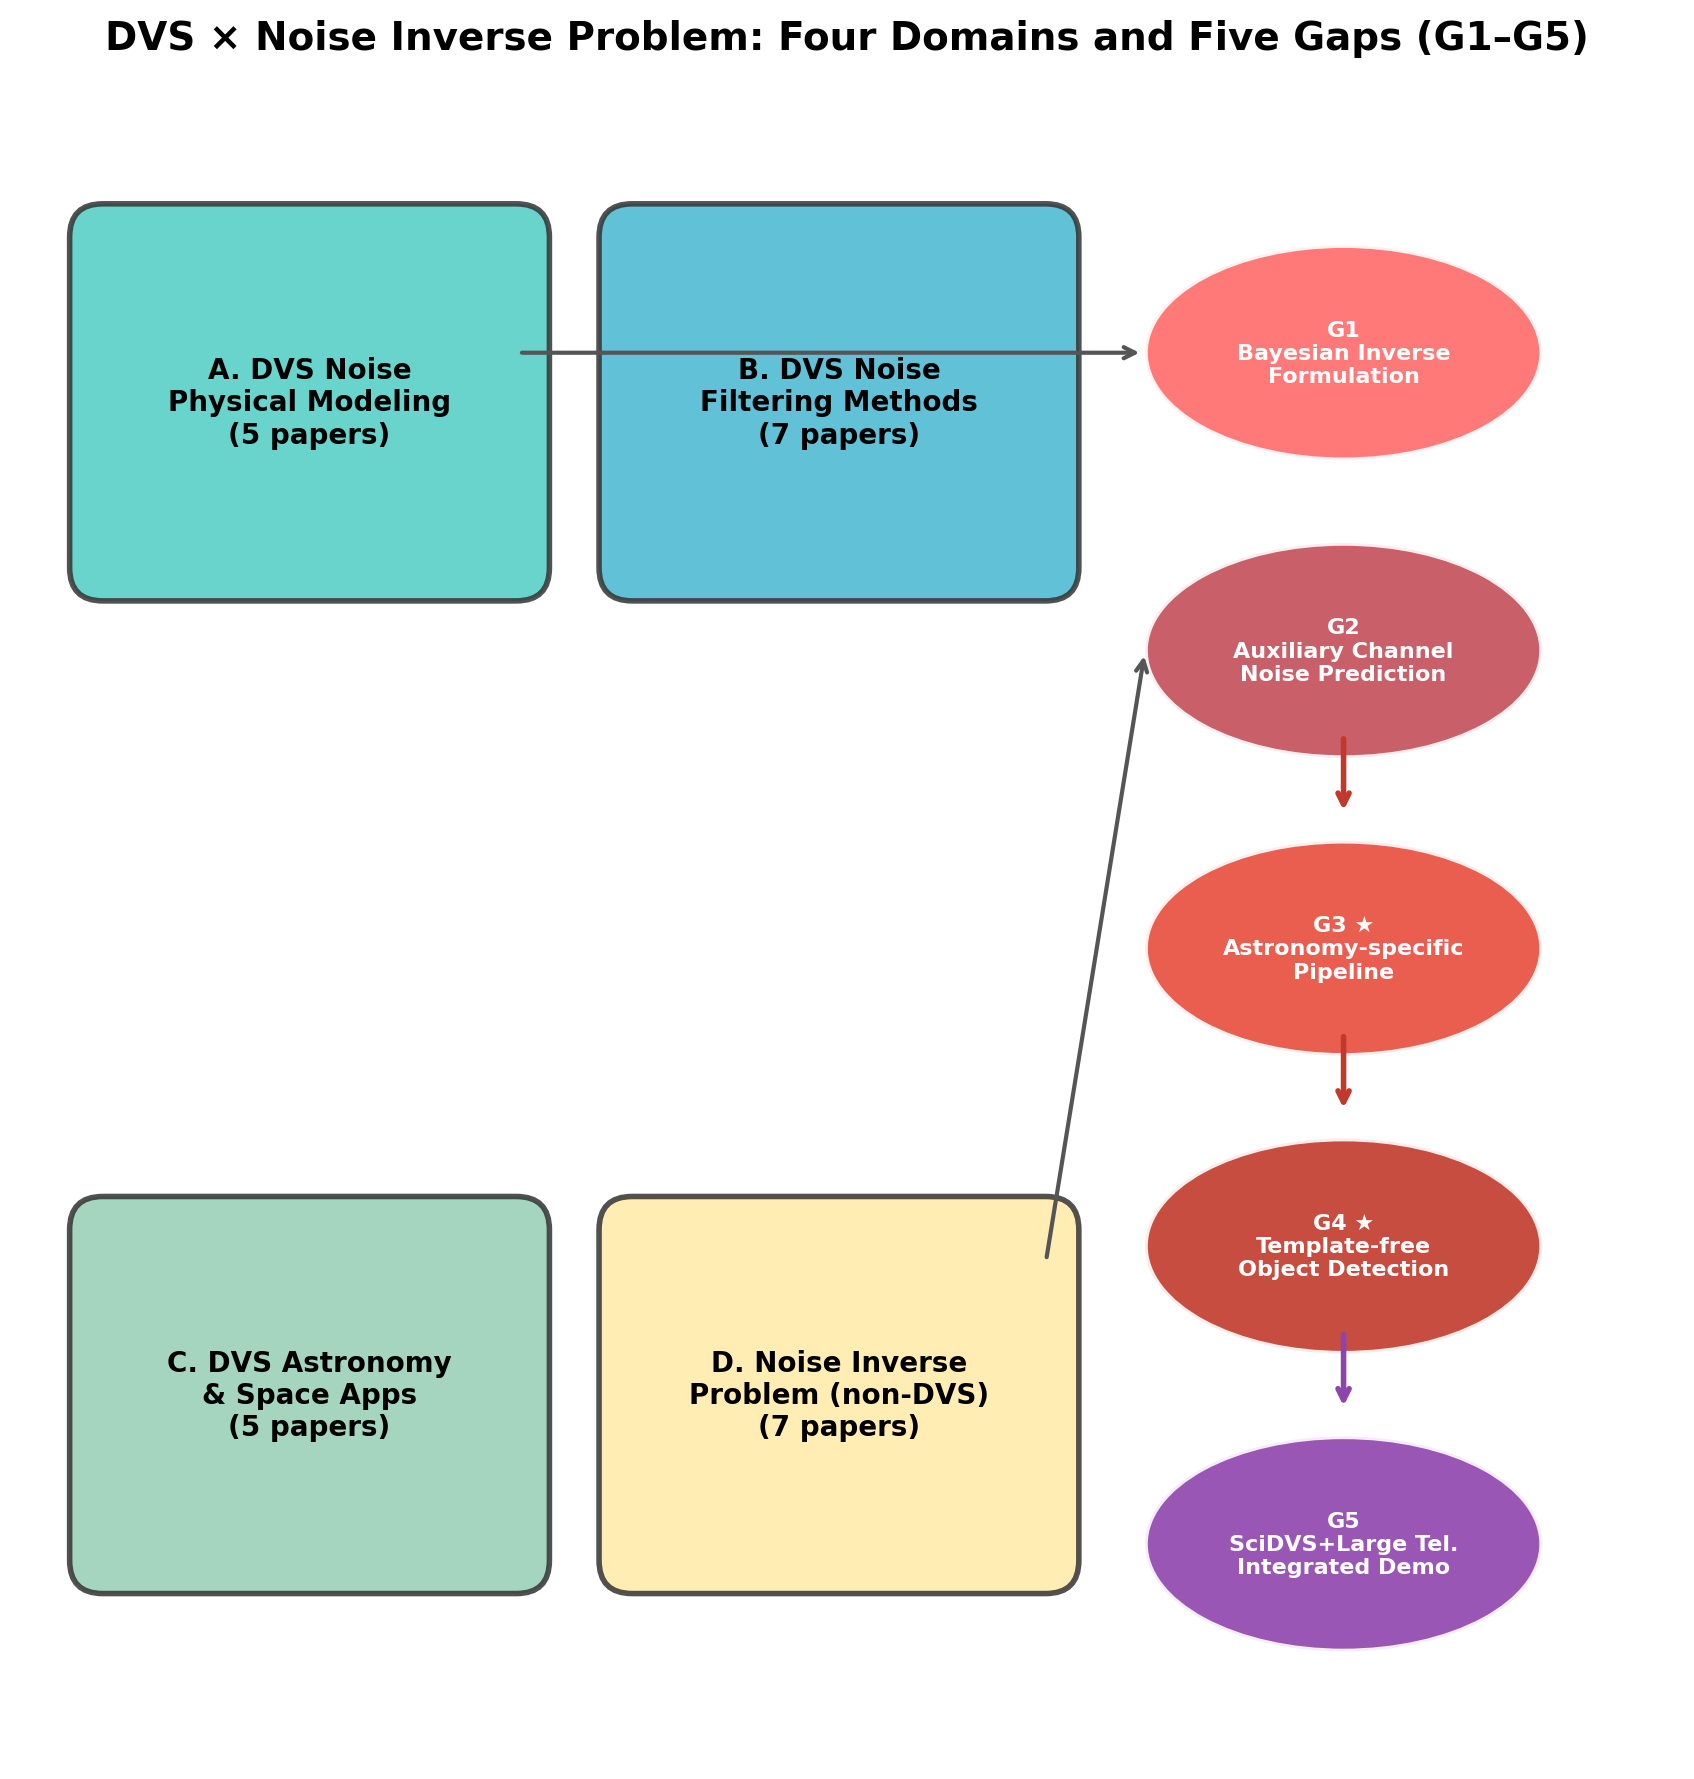 DVS × Noise Inverse Problem: Four Domains and Five Gaps (G1–G5)
A. DVS Noise
Physical Modeling
(5 papers)
B. DVS Noise
Filtering Methods
(7 papers)
G1
Bayesian Inverse
Formulation
G2
Auxiliary Channel
Noise Prediction
G3 ★
Astronomy-specific
Pipeline
C. DVS Astronomy
& Space Apps
(5 papers)
D. Noise Inverse
Problem (non-DVS)
(7 papers)
G4 ★
Template-free
Object Detection
G5
SciDVS+Large Tel.
Integrated Demo